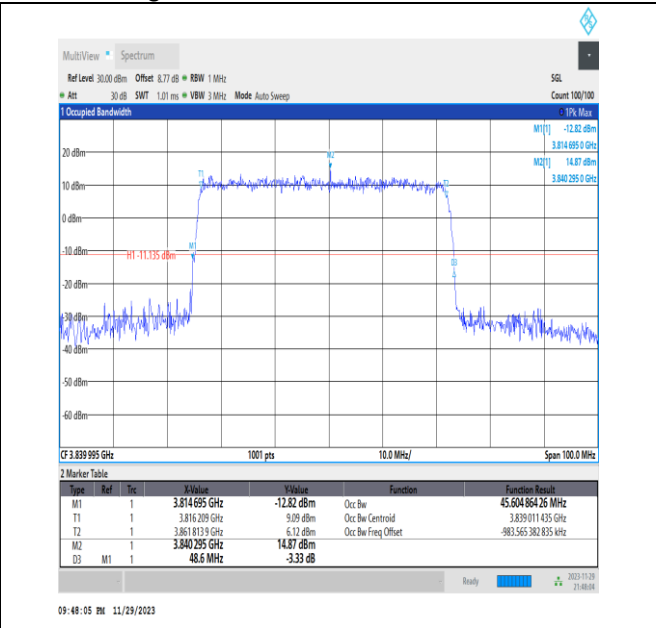 MultiView Spectrum
Ref Level 30.00 dBm Offset 8.77 dB RBW 1 MHz SGL
Att 30 dB SWT 1.01 ms VBW 3 MHz Mode Auto Sweep Count 100/100
1 Occupied Bandwidth 1Pk Max
M1[1] -12.82 dBm
3.814 695 0 GHz
M2[1] 14.87 dBm
3.840 295 0 GHz
20 dBm
M2
T1
T2
10 dBm
0 dBm
M1
-10 dBm
H1 -11.135 dBm
D3
-20 dBm
-30 dBm
-40 dBm
-50 dBm
-60 dBm
CF 3.839 995 GHz 1001 pts 10.0 MHz/ Span 100.0 MHz
2 Marker Table
Type Ref Trc X-Value Y-Value Function Function Result
M1 1 3.814 695 GHz -12.82 dBm Occ Bw 45.604 864 26 MHz
T1 1 3.816 209 GHz 9.09 dBm Occ Bw Centroid 3.839 011 435 GHz
T2 1 3.861 813 9 GHz 6.12 dBm Occ Bw Freq Offset -983.565 382 835 kHz
M2 1 3.840 295 GHz 14.87 dBm
D3 M1 1 48.6 MHz -3.33 dB
Ready 2023-11-29
21:48:04
09:48:05 PM 11/29/2023